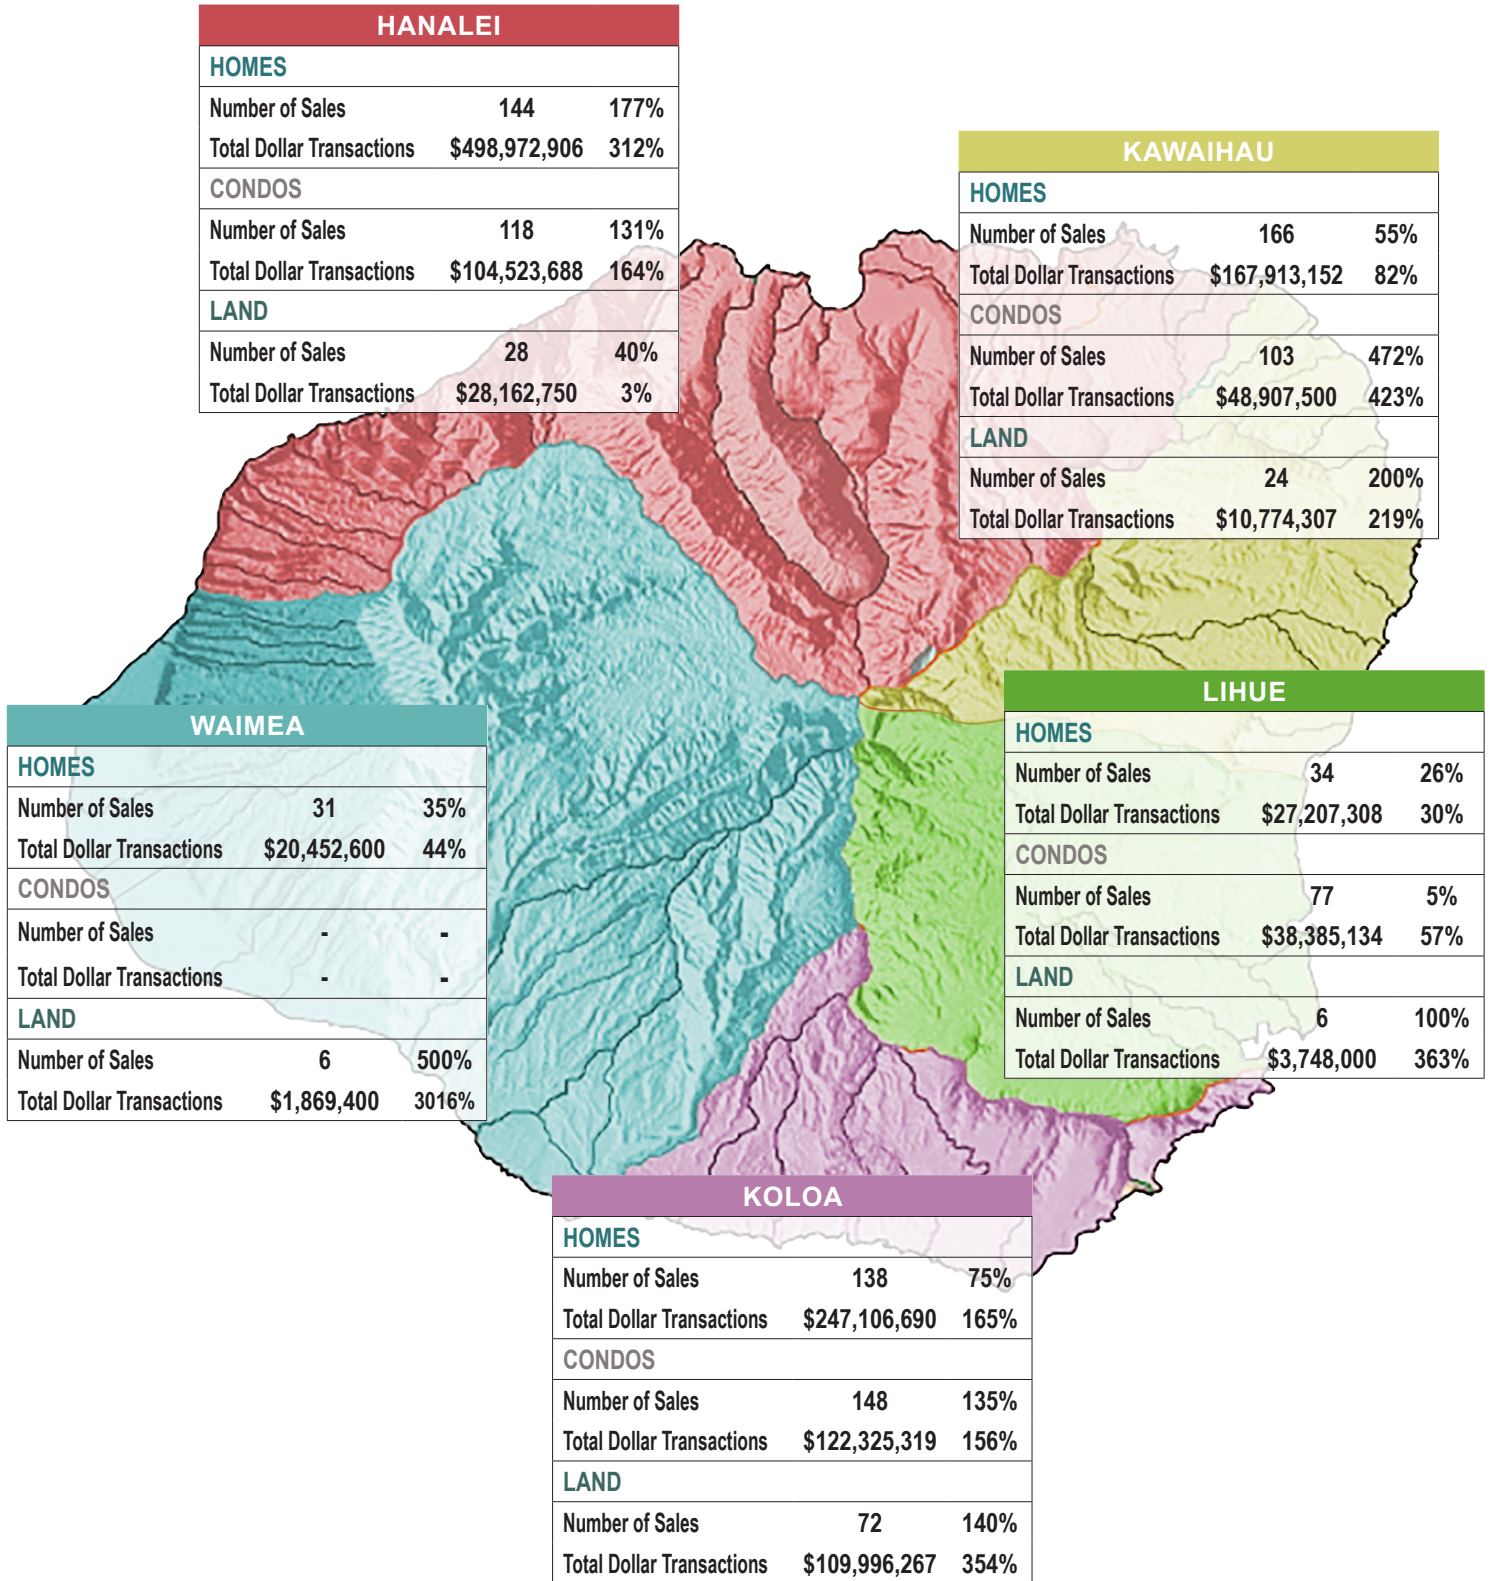 HANALEI
HOMES
Number of Sales 144 177%
Total Dollar Transactions $498,972,906 312%
CONDOS
Number of Sales 118 131%
Total Dollar Transactions $104,523,688 164%
LAND
Number of Sales 28 40%
Total Dollar Transactions $28,162,750 3%
KAWAIHAU
HOMES
Number of Sales 166 55%
Total Dollar Transactions $167,913,152 82%
CONDOS
Number of Sales 103 472%
Total Dollar Transactions $48,907,500 423%
LAND
Number of Sales 24 200%
Total Dollar Transactions $10,774,307 219%
WAIMEA
HOMES
Number of Sales 31 35%
Total Dollar Transactions $20,452,600 44%
CONDOS
Number of Sales - -
Total Dollar Transactions - -
LAND
Number of Sales 6 500%
Total Dollar Transactions $1,869,400 3016%
LIHUE
HOMES
Number of Sales 34 26%
Total Dollar Transactions $27,207,308 30%
CONDOS
Number of Sales 77 5%
Total Dollar Transactions $38,385,134 57%
LAND
Number of Sales 6 100%
Total Dollar Transactions $3,748,000 363%
KOLOA
HOMES
Number of Sales 138 75%
Total Dollar Transactions $247,106,690 165%
CONDOS
Number of Sales 148 135%
Total Dollar Transactions $122,325,319 156%
LAND
Number of Sales 72 140%
Total Dollar Transactions $109,996,267 354%